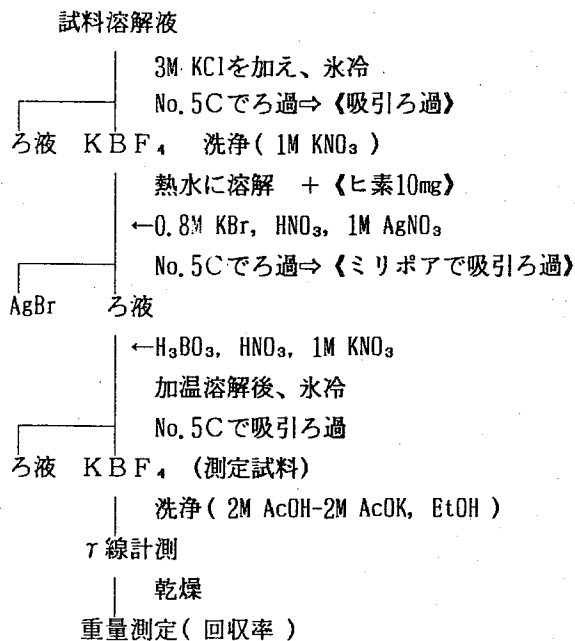 試料溶解液
3M KClを加え、氷冷
No.5Cでろ過⇒《吸引ろ過》
ろ液 KBF₄ 洗浄( 1M KNO₃ )
熱水に溶解 +《ヒ素10mg》
←0.8M KBr, HNO₃, 1M AgNO₃
No.5Cでろ過⇒《ミリポアで吸引ろ過》
AgBr ろ液
←H₃BO₃, HNO₃, 1M KNO₃
加温溶解後、氷冷
No.5Cで吸引ろ過
ろ液 KBF₄ (測定試料)
洗浄( 2M AcOH-2M AcOK, EtOH )
γ線計測
乾燥
重量測定( 回収率 )